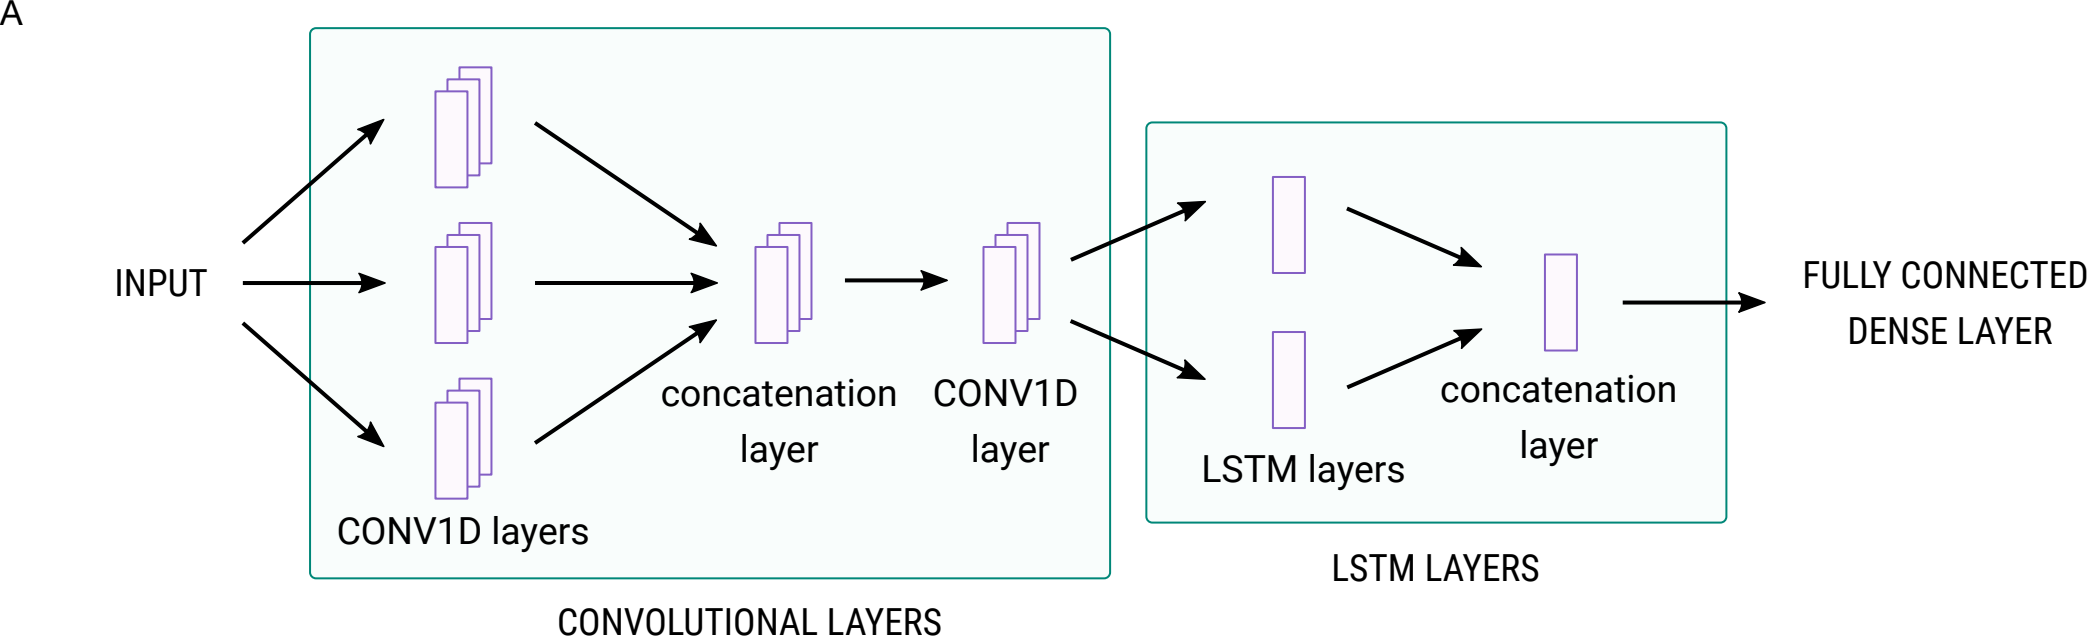 A
INPUT
CONV1D layers
concatenation
layer
CONV1D
layer
CONVOLUTIONAL LAYERS
LSTM layers
concatenation
layer
LSTM LAYERS
FULLY CONNECTED
DENSE LAYER